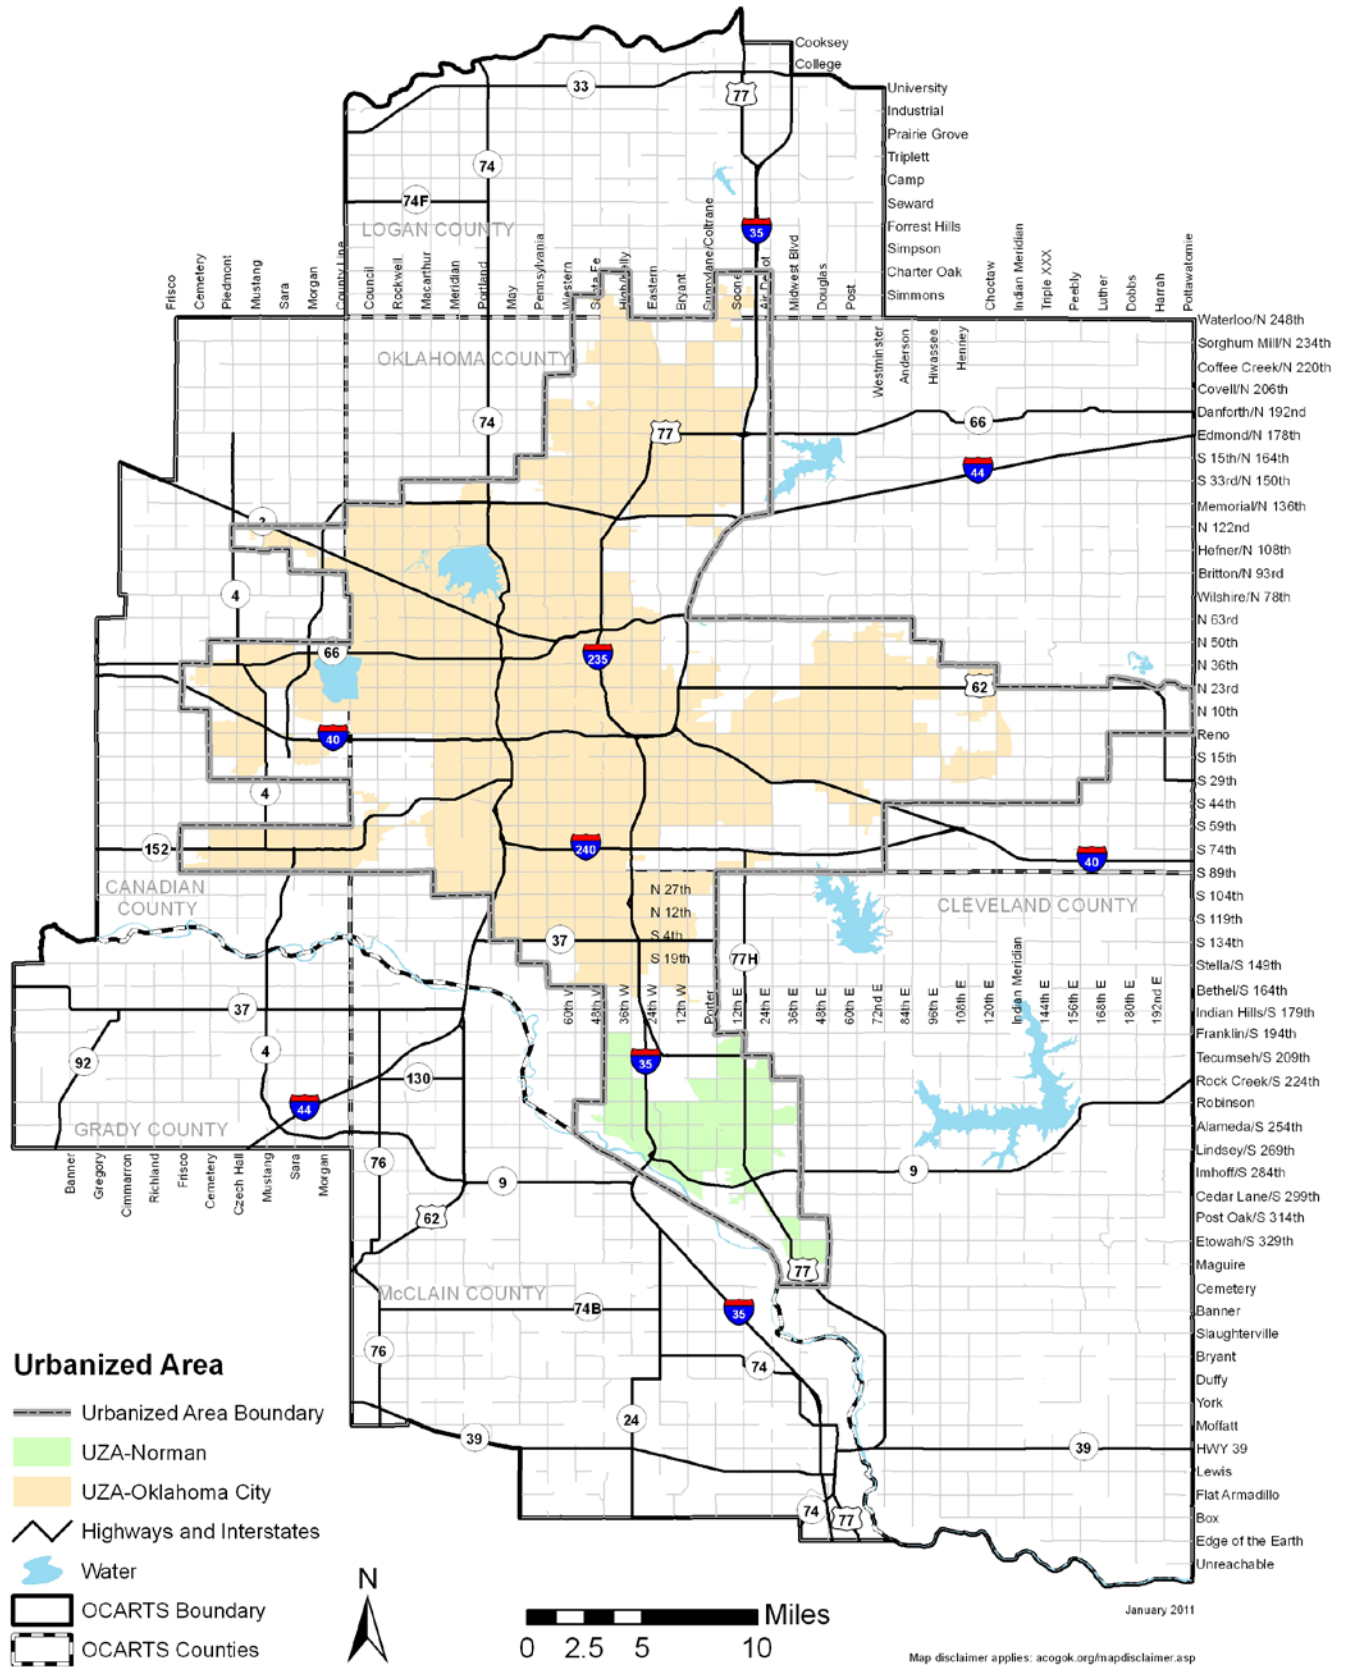 Cooksey
College
University
Industrial
Prairie Grove
Triplett
Camp
Seward
Forrest Hills
Simpson
Charter Oak
Simmons
33
77
74
74F
35
LOGAN COUNTY
Frisco
Cemetery
Piedmont
Mustang
Sara
Morgan
County Line
Council
Rockwell
Macarthur
Meridian
Portland
May
Pennsylvania
Western
Santa Fe
High/Kelly
Eastern
Bryant
Sunnylane/Coltrane
Sooner
Air Depot
Midwest Blvd
Douglas
Post
Westminster
Anderson
Hiwassee
Henney
Choctaw
Indian Meridian
Triple XXX
Peebly
Luther
Dobbs
Harrah
Pottawatomie
Waterloo/N 248th
Sorghum Mill/N 234th
Coffee Creek/N 220th
Covell/N 206th
Danforth/N 192nd
Edmond/N 178th
S 15th/N 164th
S 33rd/N 150th
Memorial/N 136th
N 122nd
Hefner/N 108th
Britton/N 93rd
Wilshire/N 78th
N 63rd
N 50th
N 36th
N 23rd
N 10th
Reno
S 15th
S 29th
S 44th
S 59th
S 74th
S 89th
S 104th
S 119th
S 134th
Stella/S 149th
Bethel/S 164th
Indian Hills/S 179th
Franklin/S 194th
Tecumseh/S 209th
Rock Creek/S 224th
Robinson
Alameda/S 254th
Lindsey/S 269th
Imhoff/S 284th
Cedar Lane/S 299th
Post Oak/S 314th
Etowah/S 329th
Maguire
Cemetery
Banner
Slaughterville
Bryant
Duffy
York
Moffatt
HWY 39
Lewis
Flat Armadillo
Box
Edge of the Earth
Unreachable
OKLAHOMA COUNTY
74
77
66
44
4
66
235
62
40
4
152
240
40
CANADIAN
COUNTY
CLEVELAND COUNTY
N 27th
N 12th
S 4th
S 19th
37
77H
60th W
48th W
36th W
24th W
12th W
Porter
12th E
24th E
36th E
48th E
60th E
72nd E
84th E
96th E
108th E
120th E
Indian Meridian
144th E
156th E
168th E
180th E
192nd E
37
92
4
130
35
44
GRADY COUNTY
Banner
Gregory
Cimmarron
Richland
Frisco
Cemetery
Czech Hall
Mustang
Sara
Morgan
76
9
9
62
77
McCLAIN COUNTY
74B
35
76
74
24
39
39
74
77
Urbanized Area
Urbanized Area Boundary
UZA-Norman
UZA-Oklahoma City
Highways and Interstates
Water
OCARTS Boundary
OCARTS Counties
N
Miles
0 2.5 5 10
January 2011
Map disclaimer applies: acogok.org/mapdisclaimer.asp